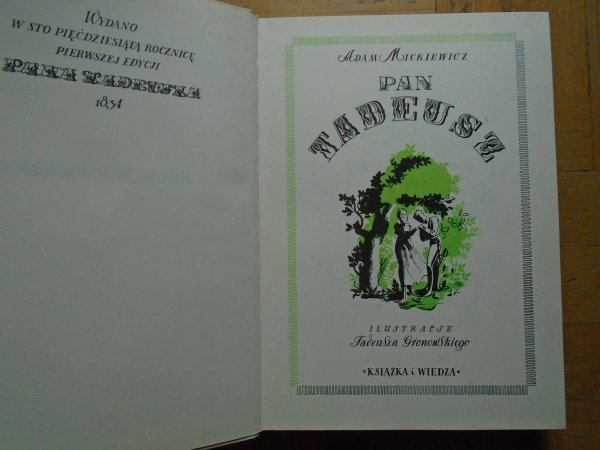 WYDANO
W STO PIĘĆDZIESIĄTĄ ROCZNICĘ
PIERWSZEJ EDYCJI
PANA TADEUSZA
1834
ADAM MICKIEWICZ
PAN
TADEUSZ
ILUSTRACJE
Tadeusza Gronowskiego
"KSIĄŻKA i WIEDZA"